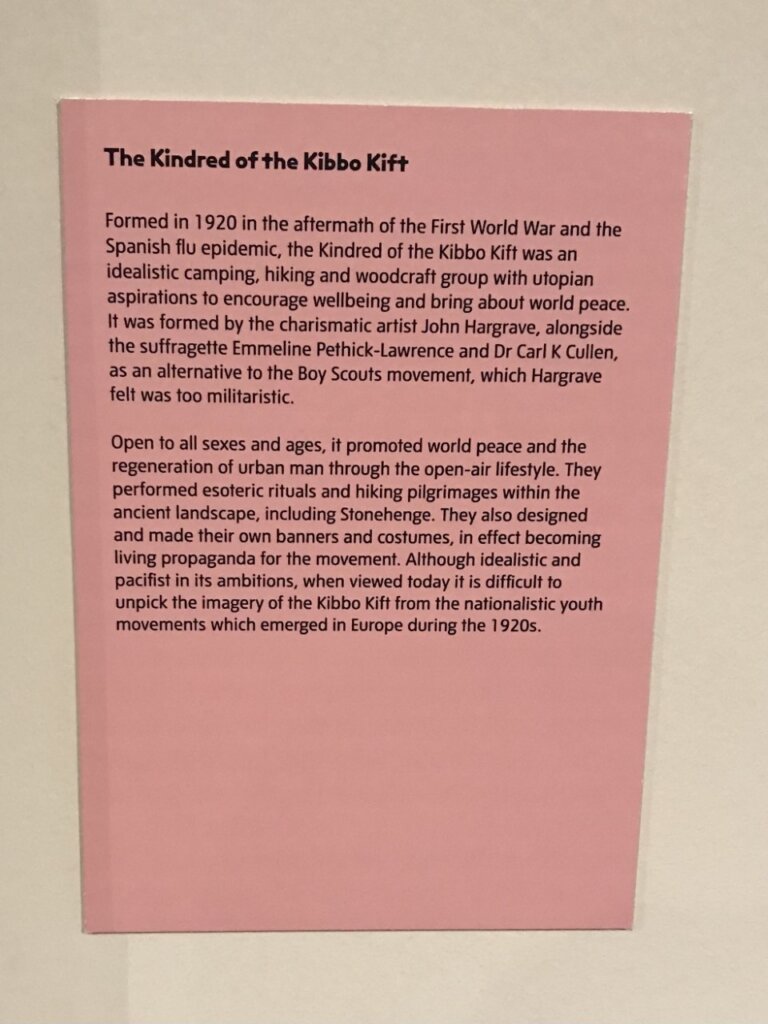 The Kindred of the Kibbo Kift
Formed in 1920 in the aftermath of the First World War and the
Spanish flu epidemic, the Kindred of the Kibbo Kift was an
idealistic camping, hiking and woodcraft group with utopian
aspirations to encourage wellbeing and bring about world peace.
It was formed by the charismatic artist John Hargrave, alongside
the suffragette Emmeline Pethick-Lawrence and Dr Carl K Cullen,
as an alternative to the Boy Scouts movement, which Hargrave
felt was too militaristic.
Open to all sexes and ages, it promoted world peace and the
regeneration of urban man through the open-air lifestyle. They
performed esoteric rituals and hiking pilgrimages within the
ancient landscape, including Stonehenge. They also designed
and made their own banners and costumes, in effect becoming
living propaganda for the movement. Although idealistic and
pacifist in its ambitions, when viewed today it is difficult to
unpick the imagery of the Kibbo Kift from the nationalistic youth
movements which emerged in Europe during the 1920s.